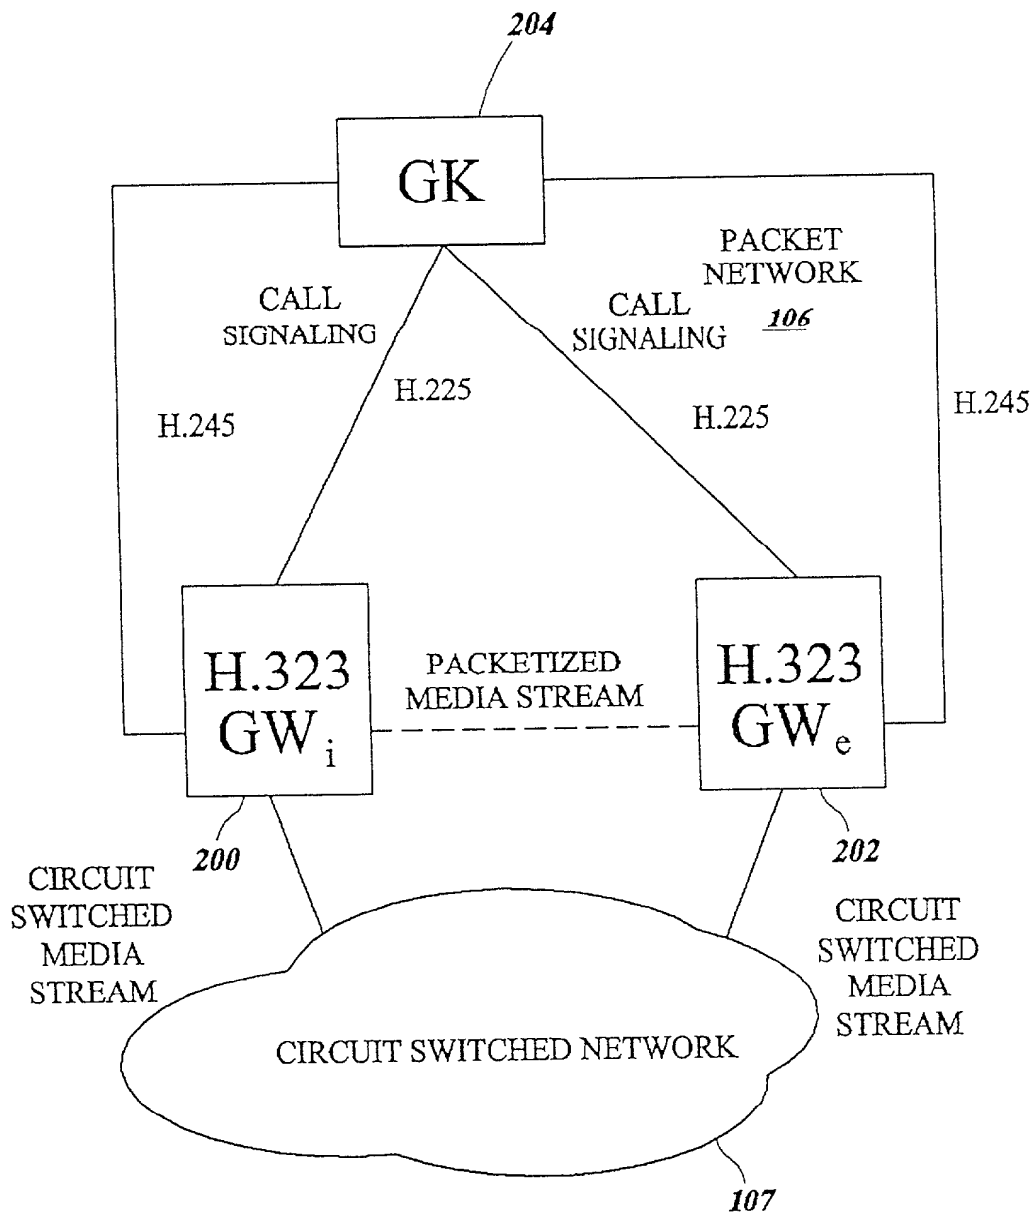 204
GK
PACKET
NETWORK
106
CALL
SIGNALING
CALL
SIGNALING
H.225
H.245
H.225
H.245
H.323
GWi
PACKETIZED
MEDIA STREAM
H.323
GWe
200
202
CIRCUIT
SWITCHED
MEDIA
STREAM
CIRCUIT
SWITCHED
MEDIA
STREAM
CIRCUIT SWITCHED NETWORK
107